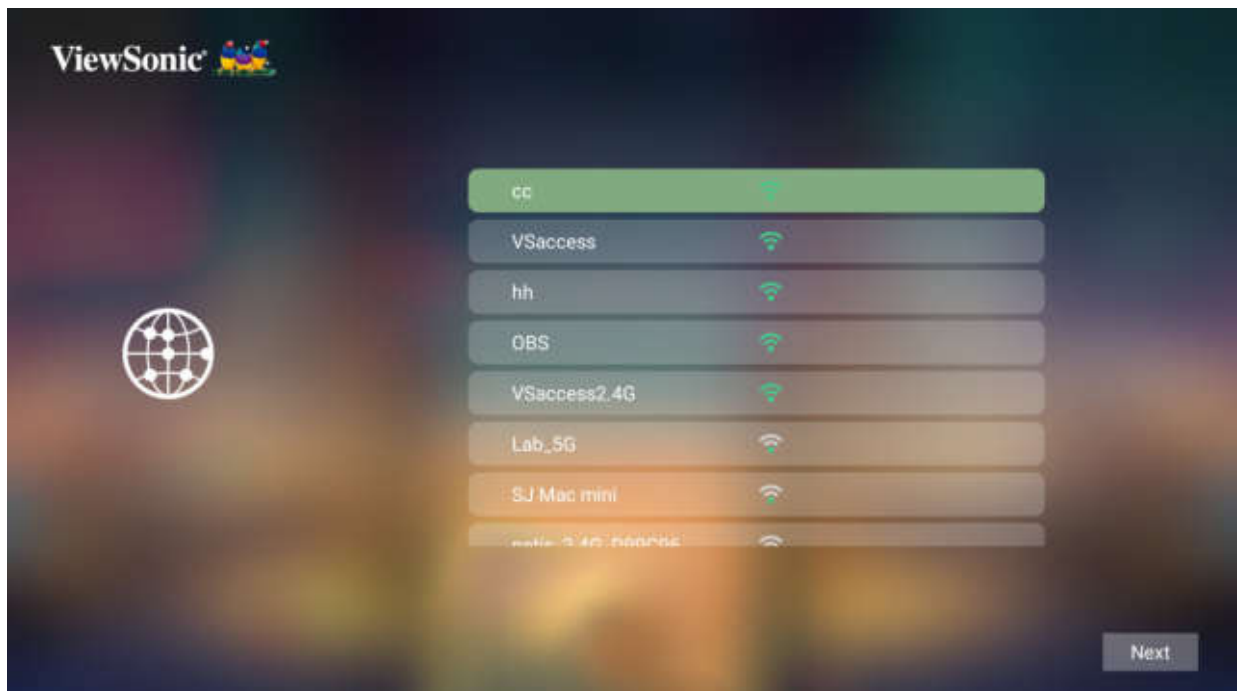 ViewSonic®
cc
VSaccess
hh
OBS
VSaccess2.4G
Lab_5G
SJ Mac mini
Next